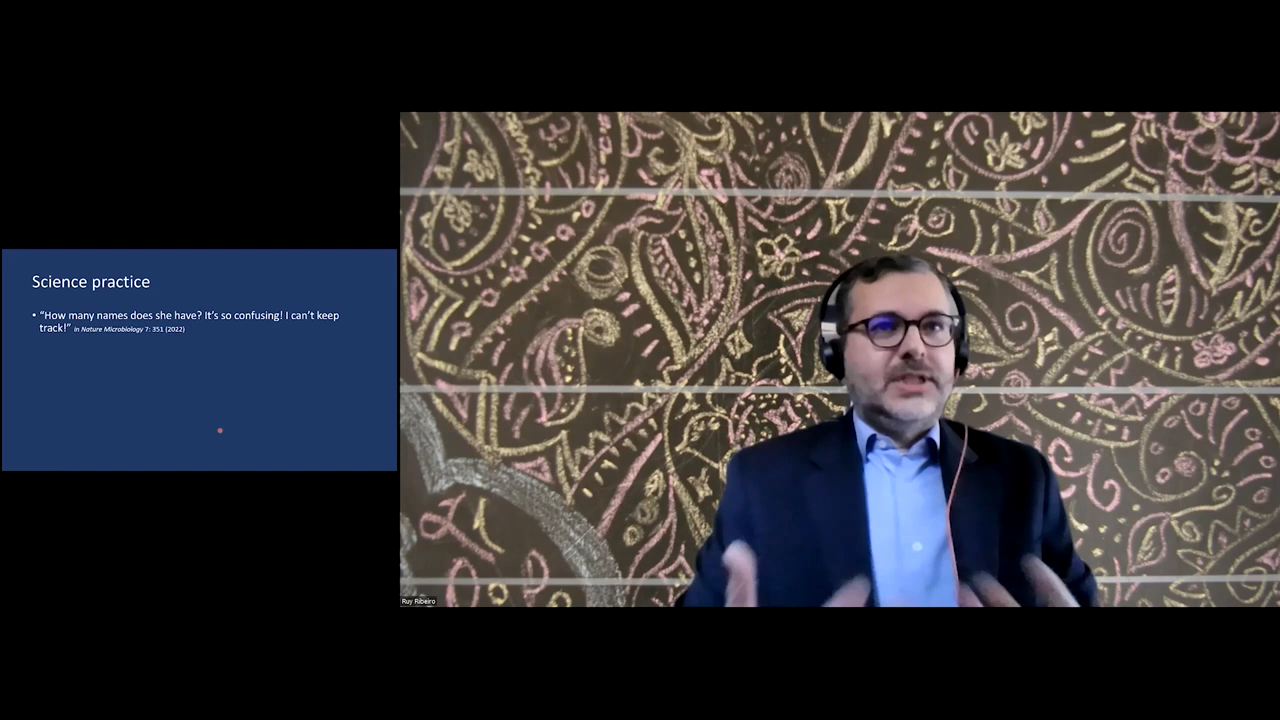 Science practice
• “How many names does she have? It’s so confusing! I can’t keep
track!” in Nature Microbiology 7: 351 (2022)
Ruy Ribeiro